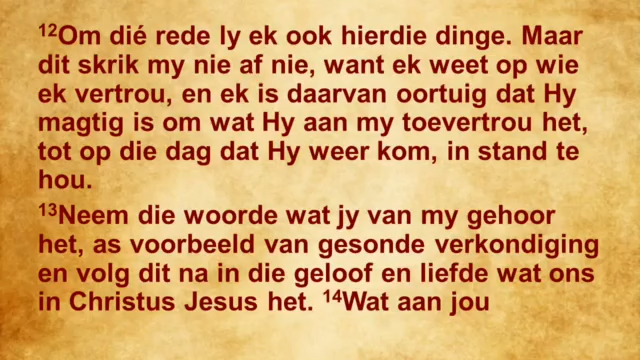 ¹²Om dié rede ly ek ook hierdie dinge. Maar
dit skrik my nie af nie, want ek weet op wie
ek vertrou, en ek is daarvan oortuig dat Hy
magtig is om wat Hy aan my toevertrou het,
tot op die dag dat Hy weer kom, in stand te
hou.
¹³Neem die woorde wat jy van my gehoor
het, as voorbeeld van gesonde verkondiging
en volg dit na in die geloof en liefde wat ons
in Christus Jesus het. ¹⁴Wat aan jou